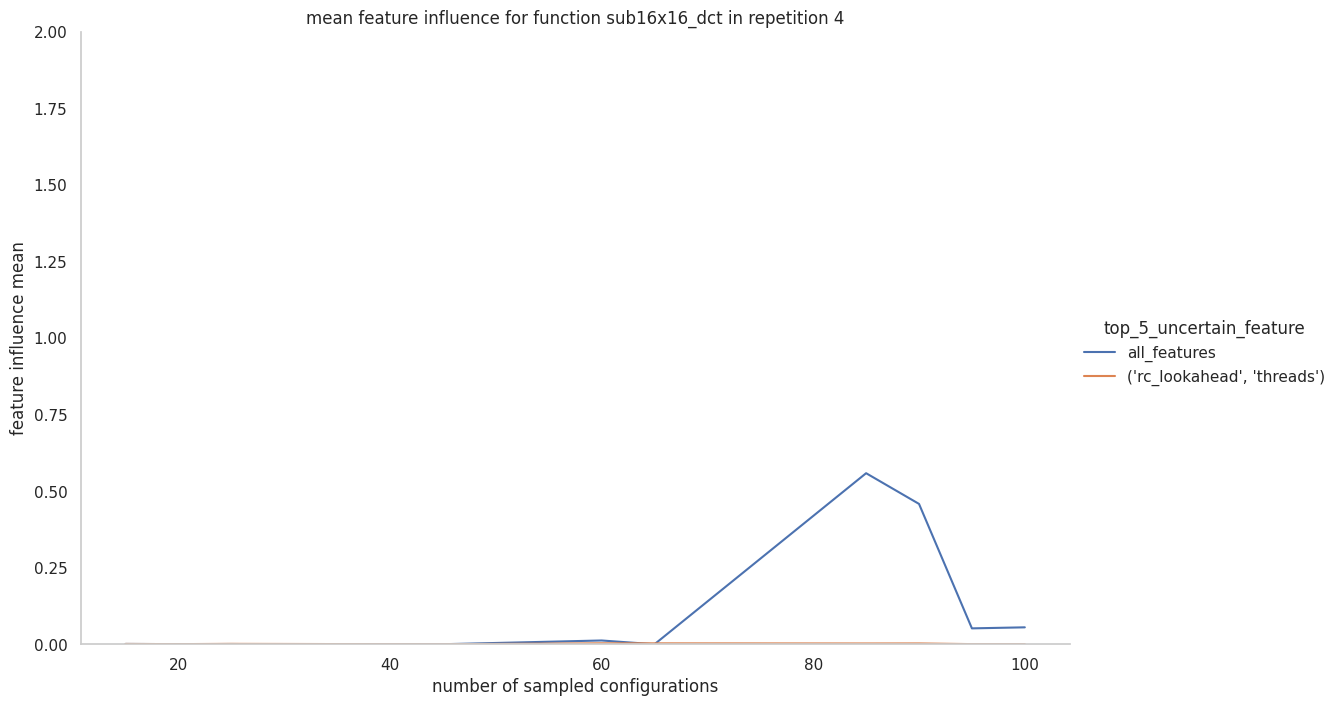 mean feature influence for function sub16x16_dct in repetition 4
2.00
1.75
1.50
1.25
1.00
0.75
0.50
0.25
0.00
feature influence mean
20
40
60
80
100
number of sampled configurations
top_5_uncertain_feature
all_features
('rc_lookahead', 'threads')